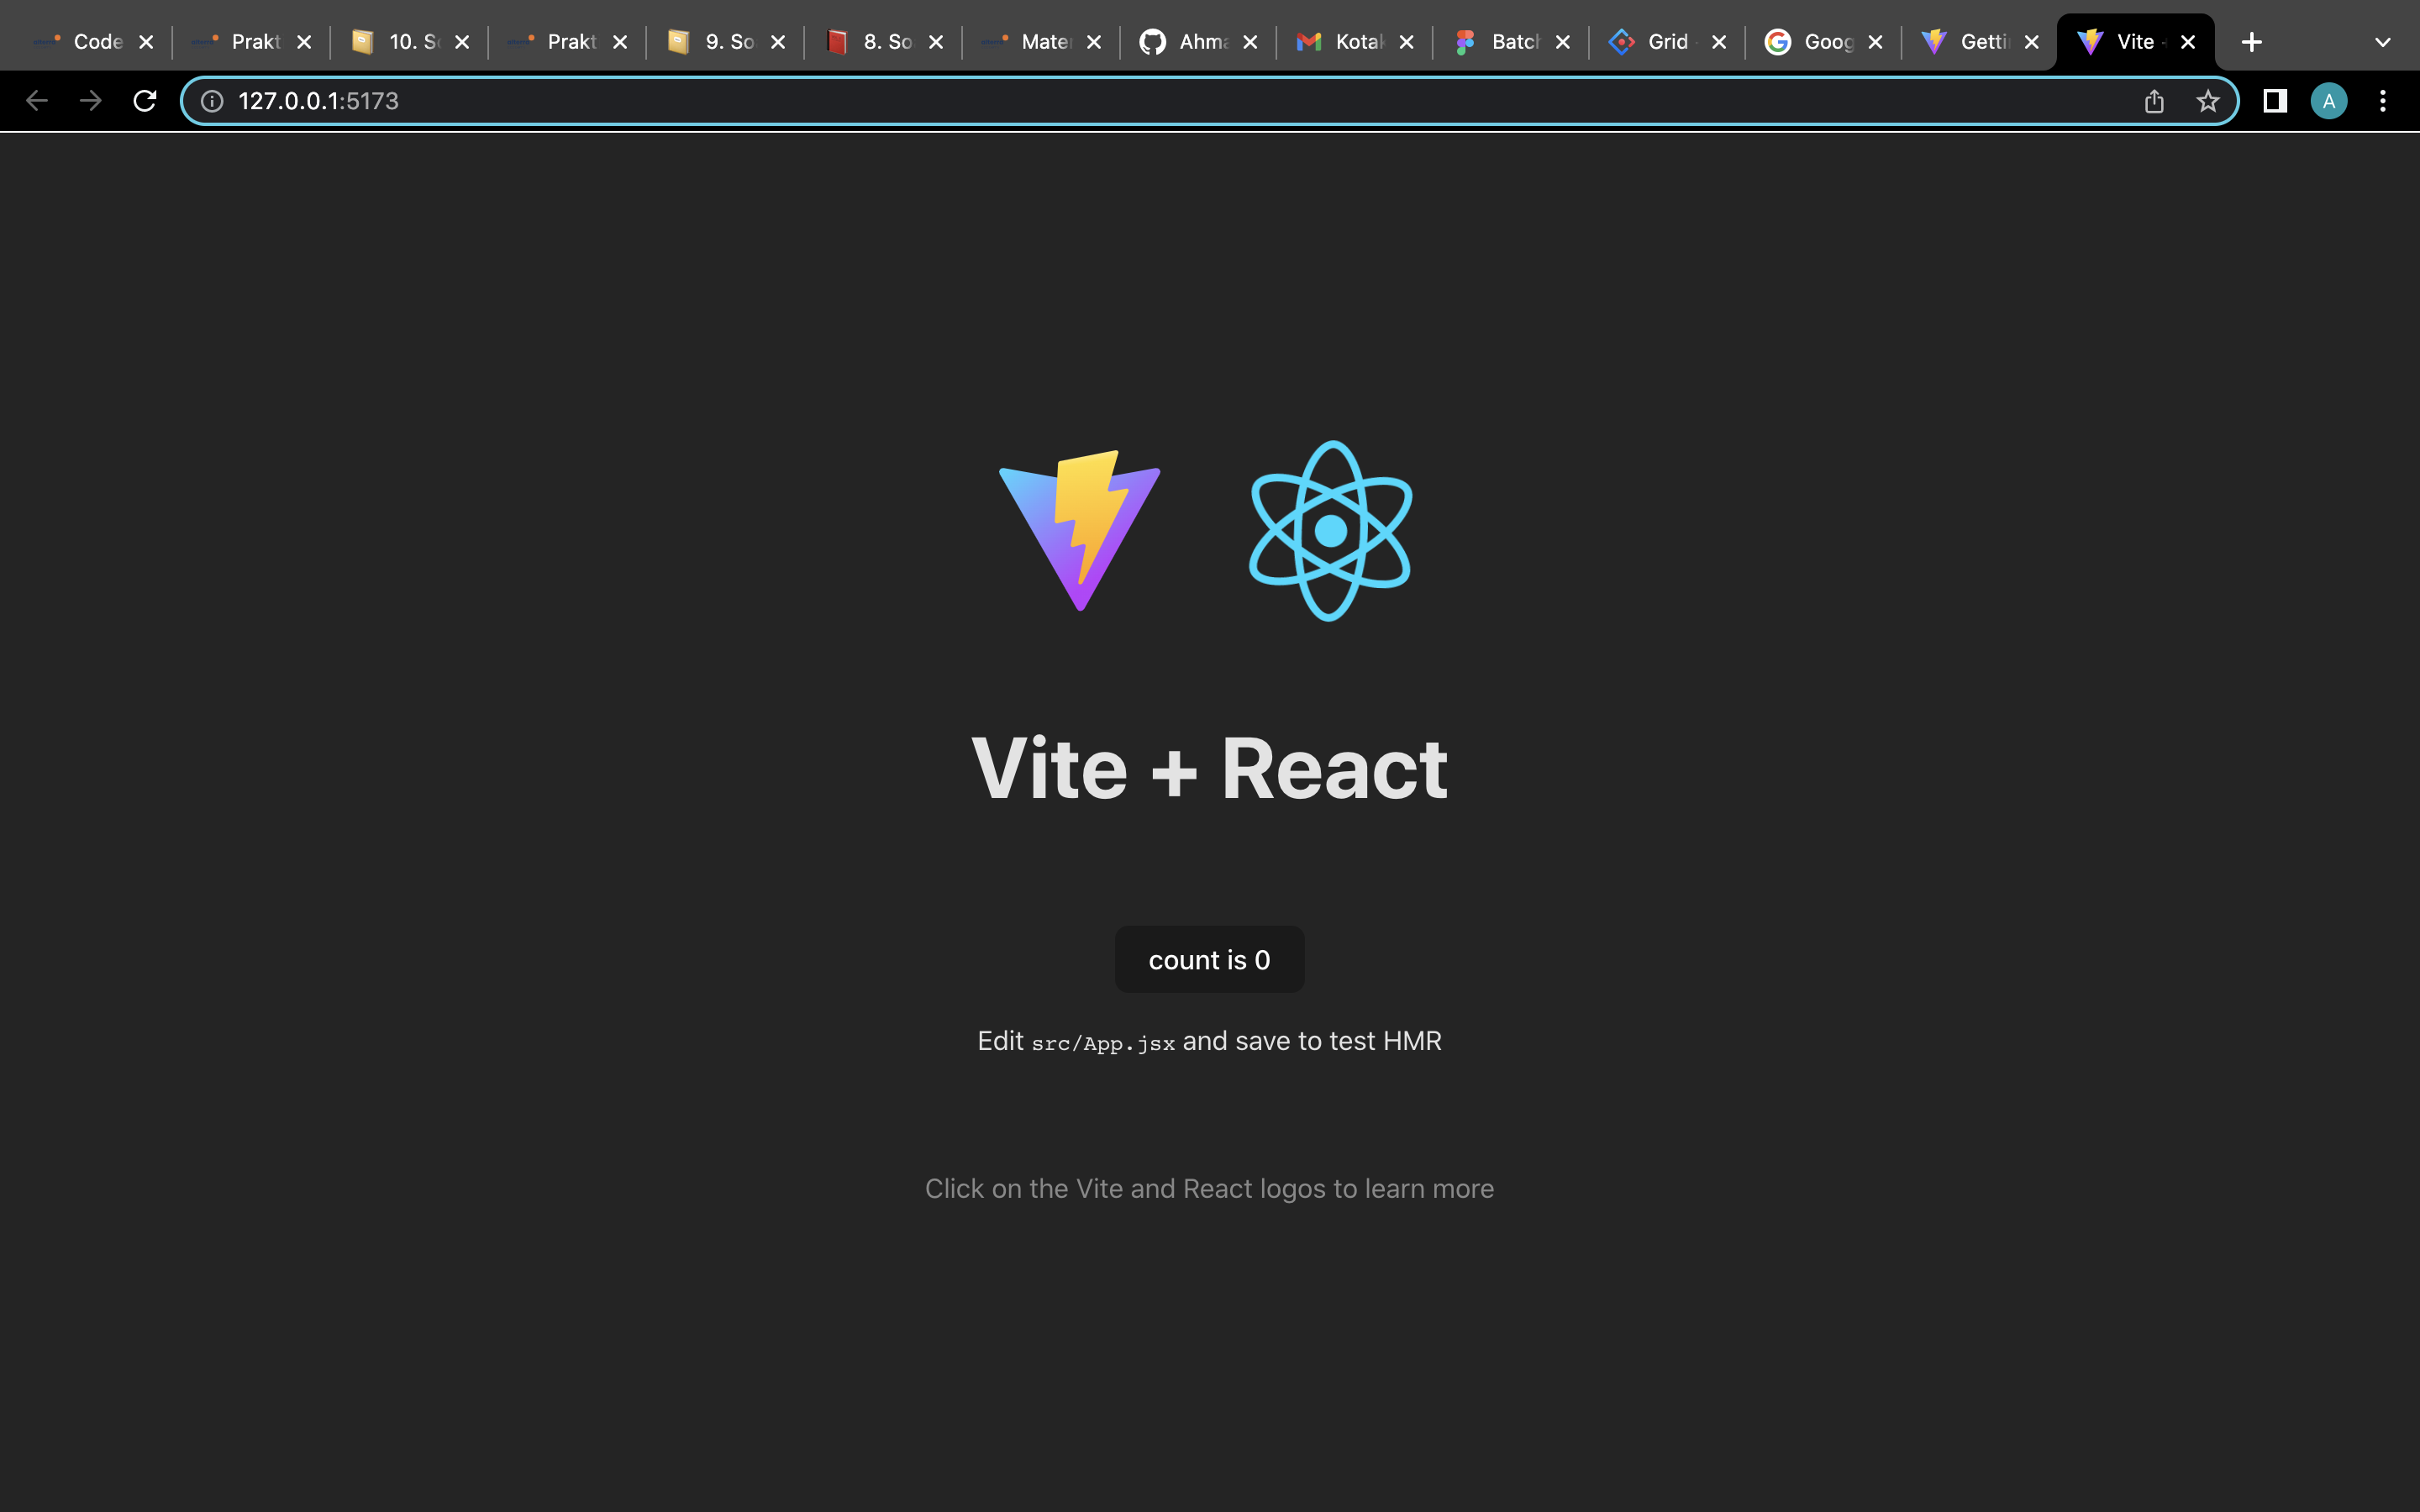 Code Prakt 10. S Prakt 9. So 8. So Mate Ahma Kotak Batch Grid Goog Getti Vite
127.0.0.1:5173 A
Vite + React
count is 0
Edit src/App.jsx and save to test HMR
Click on the Vite and React logos to learn more